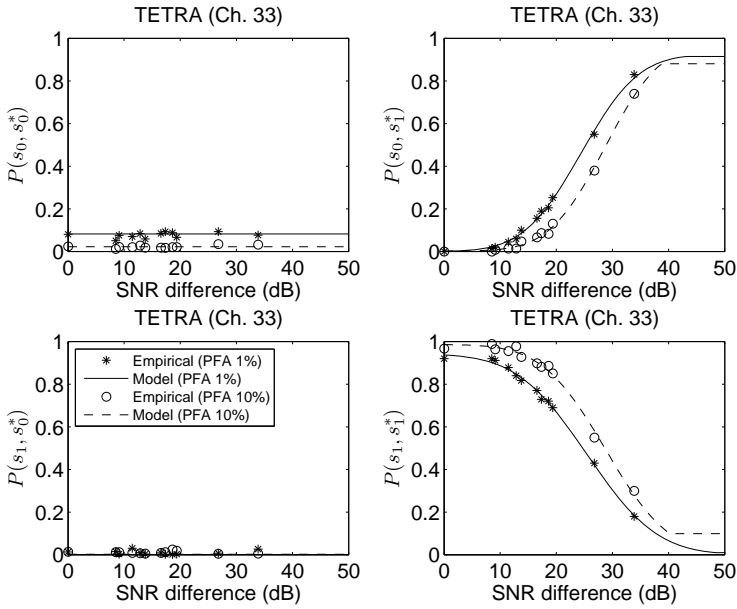 TETRA (Ch. 33)
1
0.8
0.6
0.4
0.2
0
P(s₀, s₀*)
0 10 20 30 40 50
SNR difference (dB)
TETRA (Ch. 33)
1
0.8
0.6
0.4
0.2
0
P(s₀, s₁*)
0 10 20 30 40 50
SNR difference (dB)
TETRA (Ch. 33)
1
0.8
0.6
0.4
0.2
0
P(s₁, s₀*)
Empirical (PFA 1%)
Model (PFA 1%)
Empirical (PFA 10%)
Model (PFA 10%)
0 10 20 30 40 50
SNR difference (dB)
TETRA (Ch. 33)
1
0.8
0.6
0.4
0.2
0
P(s₁, s₁*)
0 10 20 30 40 50
SNR difference (dB)